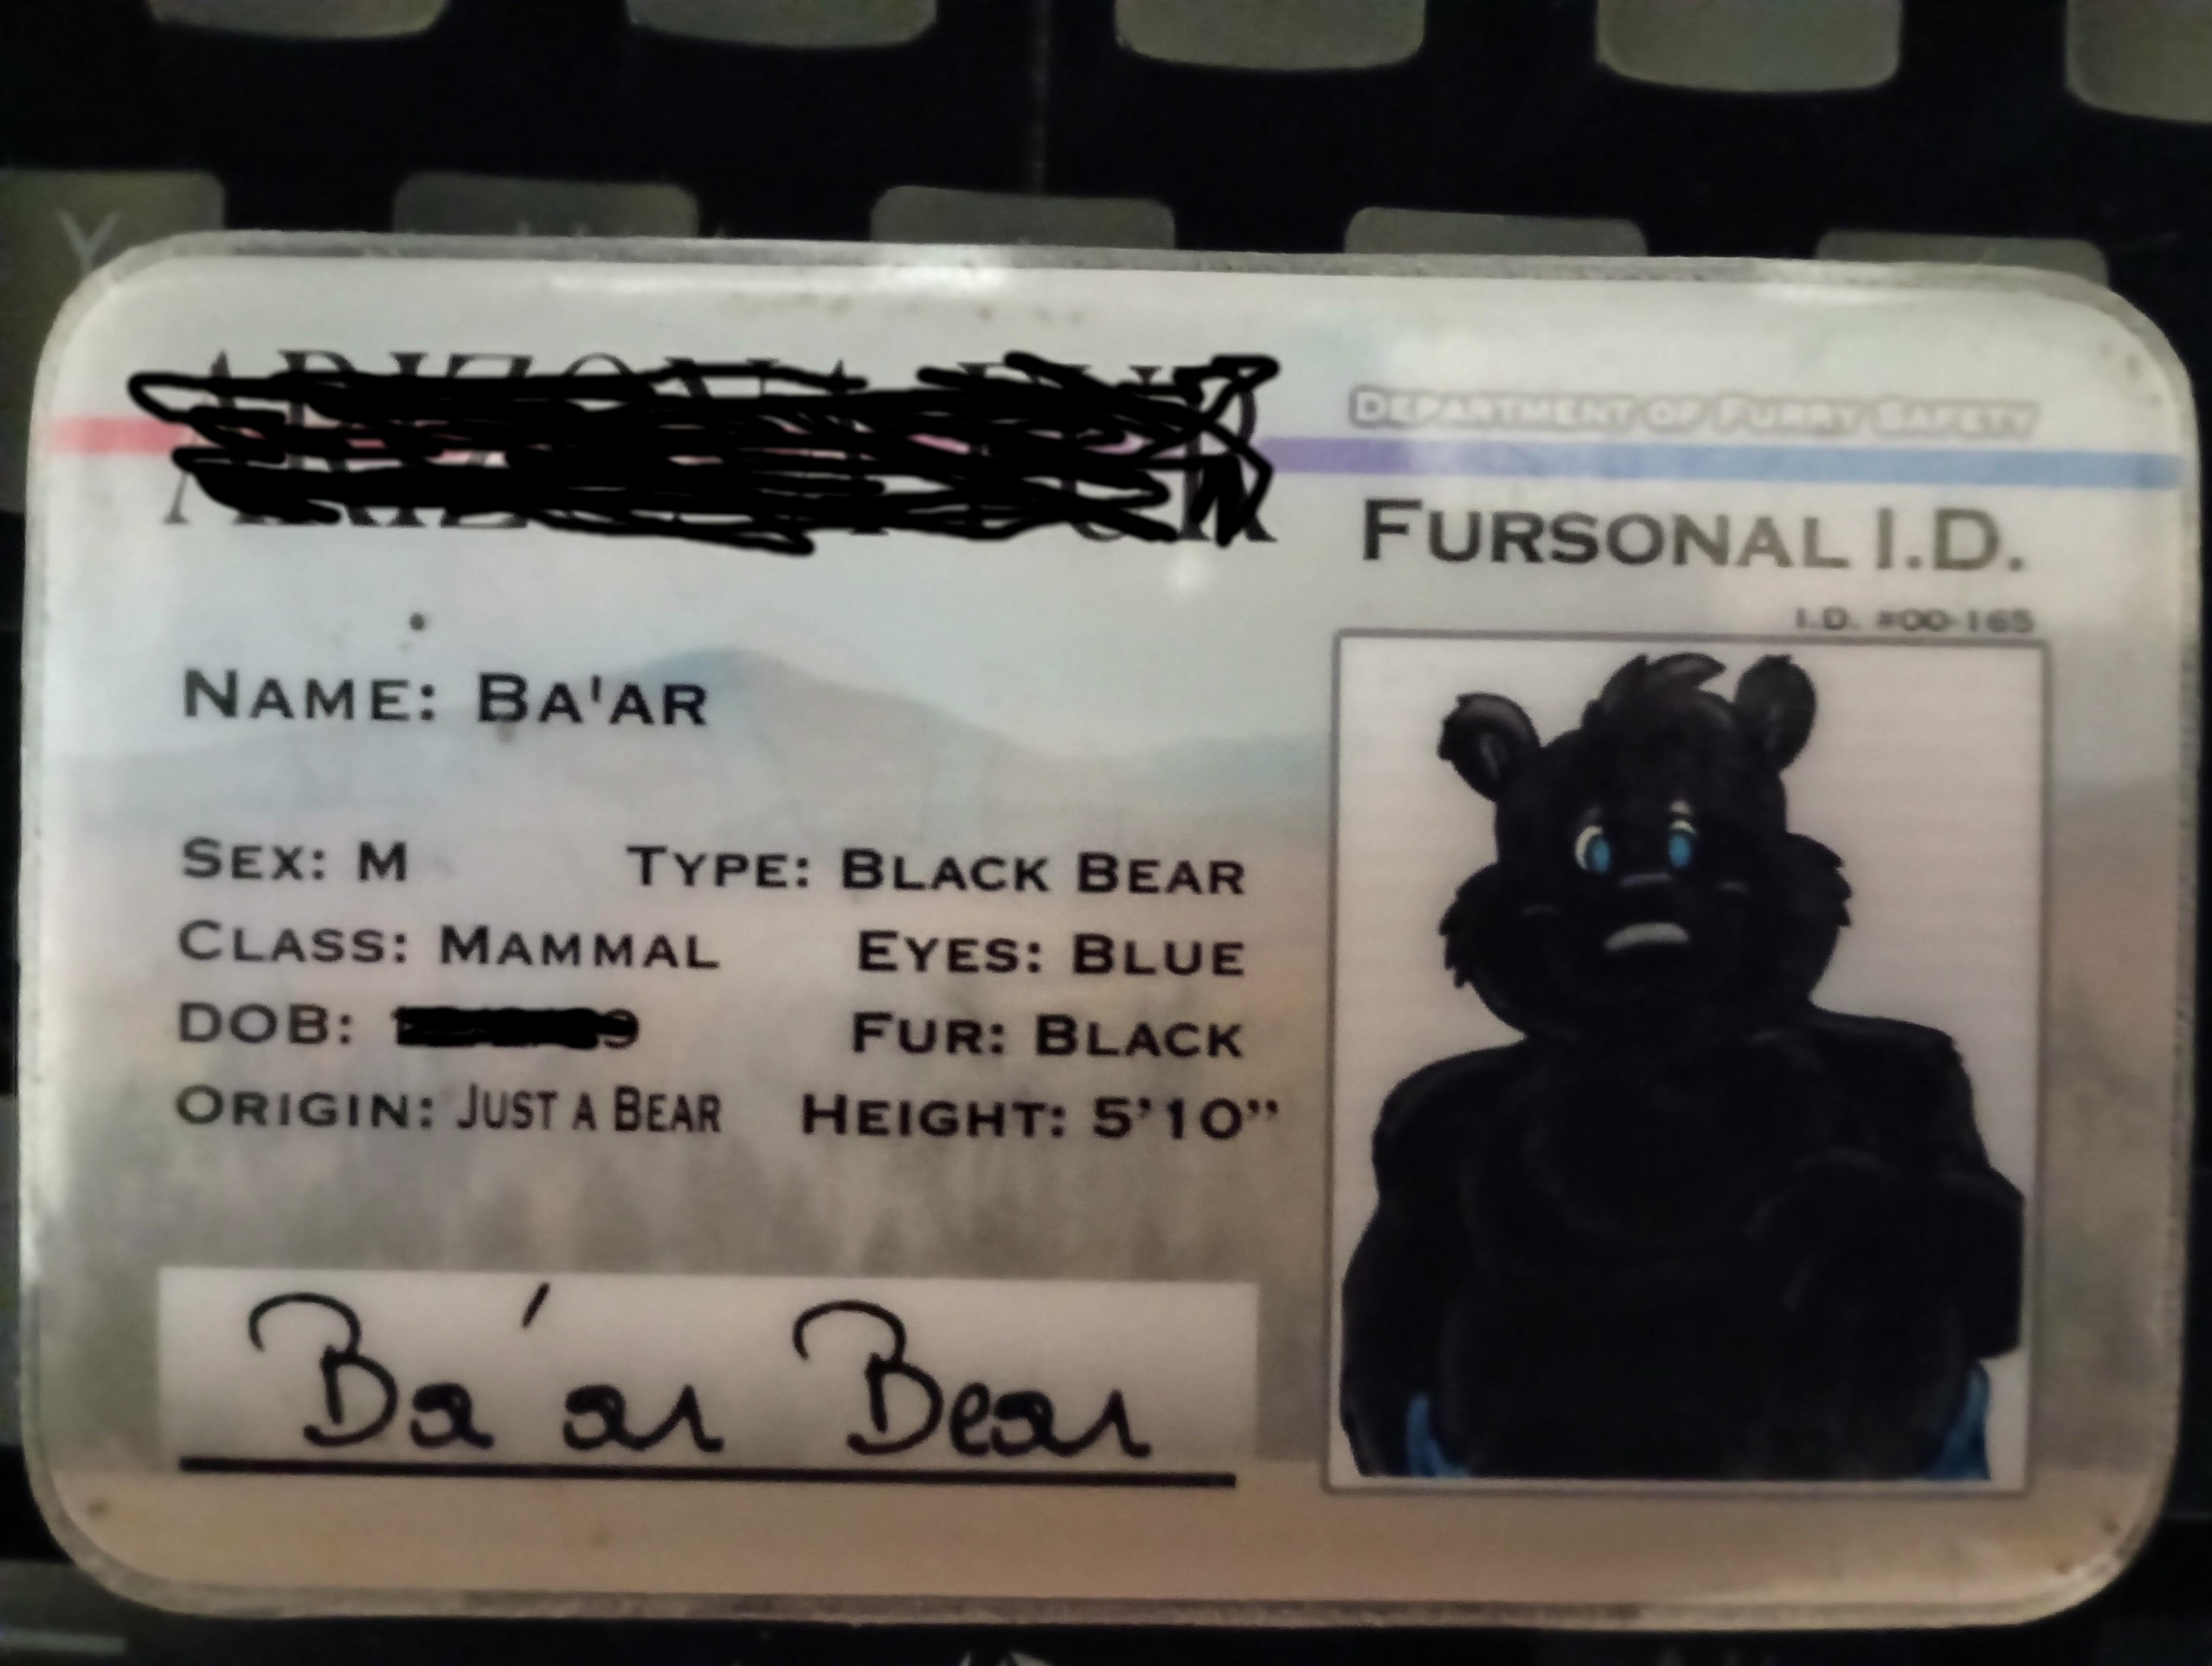 DEPARTMENT OF FURRY SAFETY
FURSONAL I.D.
I.D. #00-165
NAME: BA'AR
SEX: M TYPE: BLACK BEAR
CLASS: MAMMAL EYES: BLUE
DOB: FUR: BLACK
ORIGIN: JUST A BEAR HEIGHT: 5'10"
Ba'ar Bear
Y